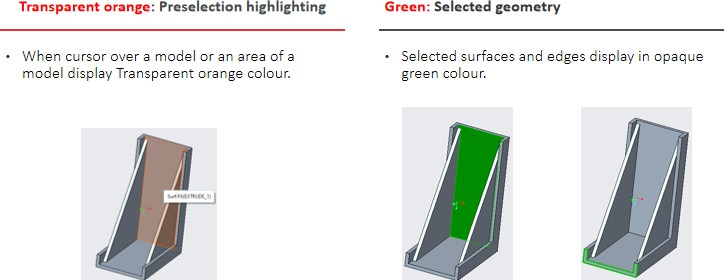 Transparent orange: Preselection highlighting
• When cursor over a model or an area of a
model display Transparent orange colour.
Surf:F5(EXTRUDE_1)
Green: Selected geometry
• Selected surfaces and edges display in opaque
green colour.